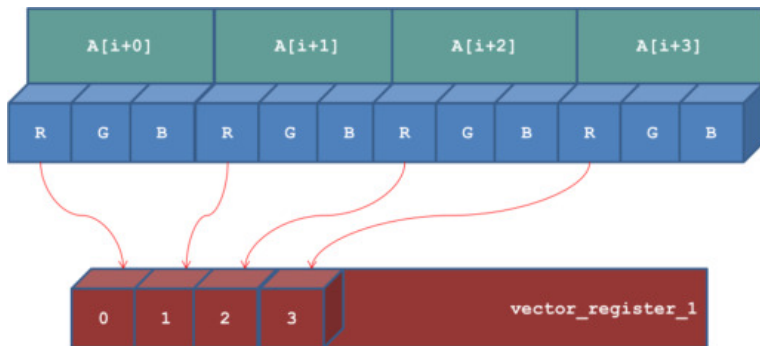 A[i+0] A[i+1] A[i+2] A[i+3]
R G B R G B R G B R G B
0 1 2 3 vector_register_1